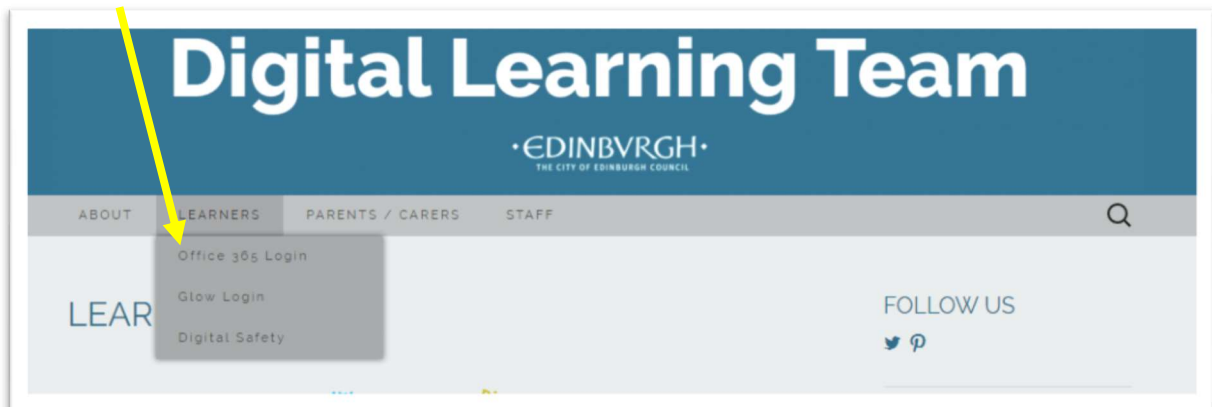 Digital Learning Team
•EDINBVRGH•
THE CITY OF EDINBURGH COUNCIL
ABOUT LEARNERS PARENTS / CARERS STAFF
Office 365 Login
Glow Login
Digital Safety
LEAR
FOLLOW US